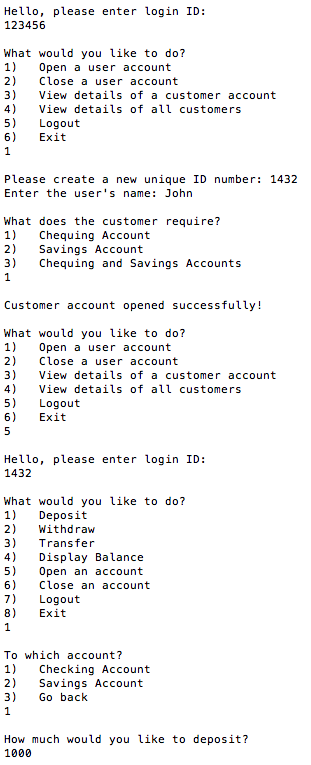 Hello, please enter login ID:
123456
What would you like to do?
1) Open a user account
2) Close a user account
3) View details of a customer account
4) View details of all customers
5) Logout
6) Exit
1
Please create a new unique ID number: 1432
Enter the user's name: John
What does the customer require?
1) Chequing Account
2) Savings Account
3) Chequing and Savings Accounts
1
Customer account opened successfully!
What would you like to do?
1) Open a user account
2) Close a user account
3) View details of a customer account
4) View details of all customers
5) Logout
6) Exit
5
Hello, please enter login ID:
1432
What would you like to do?
1) Deposit
2) Withdraw
3) Transfer
4) Display Balance
5) Open an account
6) Close an account
7) Logout
8) Exit
1
To which account?
1) Checking Account
2) Savings Account
3) Go back
1
How much would you like to deposit?
1000